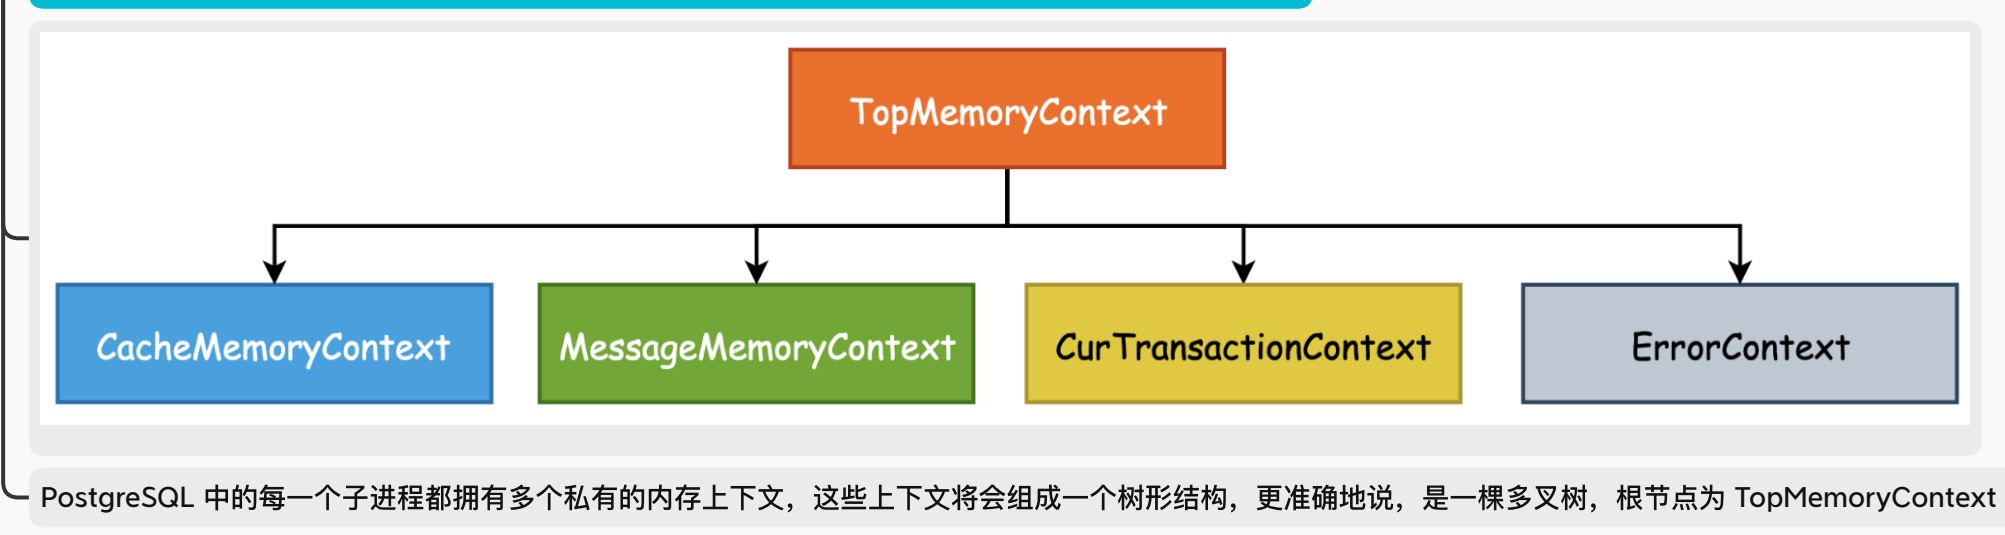 TopMemoryContext
CacheMemoryContext
MessageMemoryContext
CurTransactionContext
ErrorContext
PostgreSQL 中的每一个子进程都拥有多个私有的内存上下文，这些上下文将会组成一个树形结构，更准确地说，是一棵多叉树，根节点为 TopMemoryContext